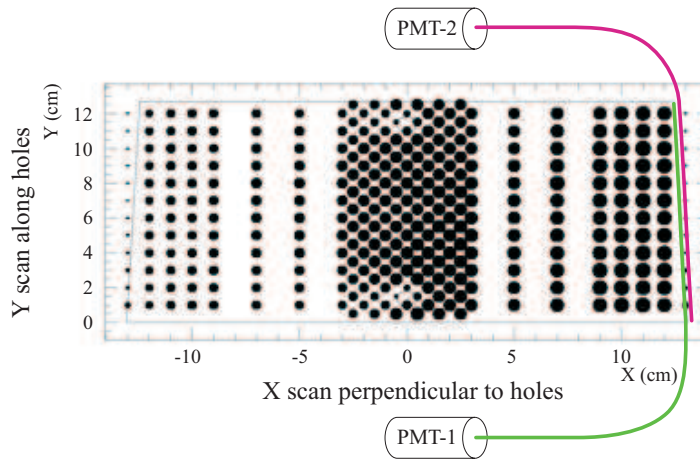 PMT-2
Y scan along holes
Y (cm)
12
10
8
6
4
2
0
-10
-5
0
5
10
X (cm)
X scan perpendicular to holes
PMT-1